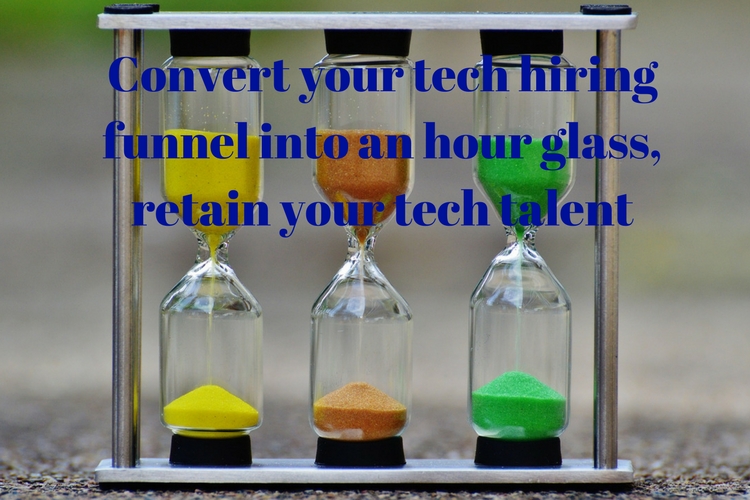 Convert your tech hiring
funnel into an hour glass,
retain your tech talent